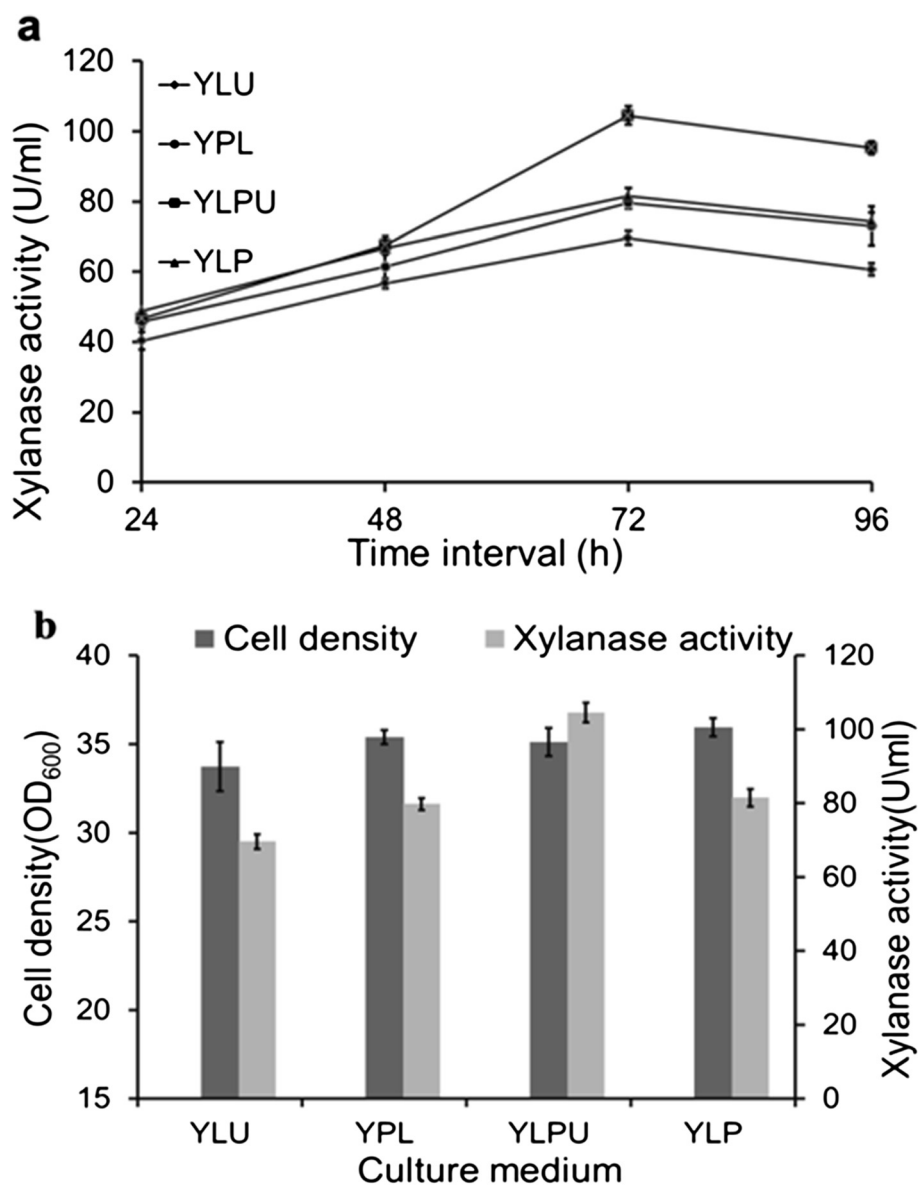 a
120
100
80
60
40
20
0
Xylanase activity (U/ml)
YLU
YPL
YLPU
YLP
24 48 72 96
Time interval (h)
b
Cell density Xylanase activity
40
35
30
25
20
15
Cell density(OD600)
120
100
80
60
40
20
0
Xylanase activity(U\ml)
YLU YPL YLPU YLP
Culture medium